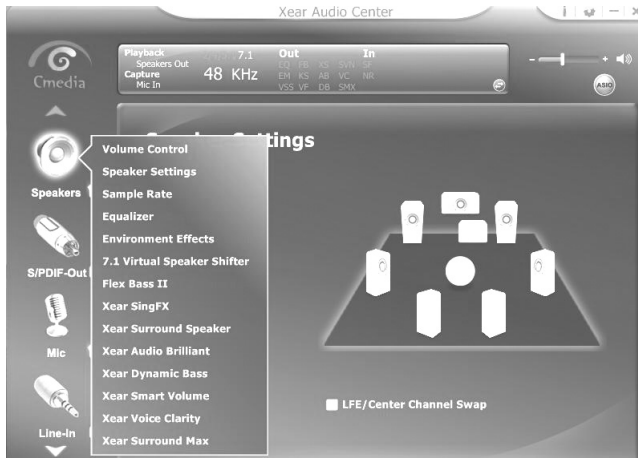 Xear Audio Center
i
Cmedia
Playback
Speakers Out
Capture
Mic In
7.1
48 KHz
Out
In
EQ FB XS SVN SF
EM KS AB VC NR
VSS VF DB SMX
ASIO
Speakers
S/PDIF-Out
Mic
Line-In
Volume Control
Speaker Settings
Sample Rate
Equalizer
Environment Effects
7.1 Virtual Speaker Shifter
Flex Bass II
Xear SingFX
Xear Surround Speaker
Xear Audio Brilliant
Xear Dynamic Bass
Xear Smart Volume
Xear Voice Clarity
Xear Surround Max
LFE/Center Channel Swap